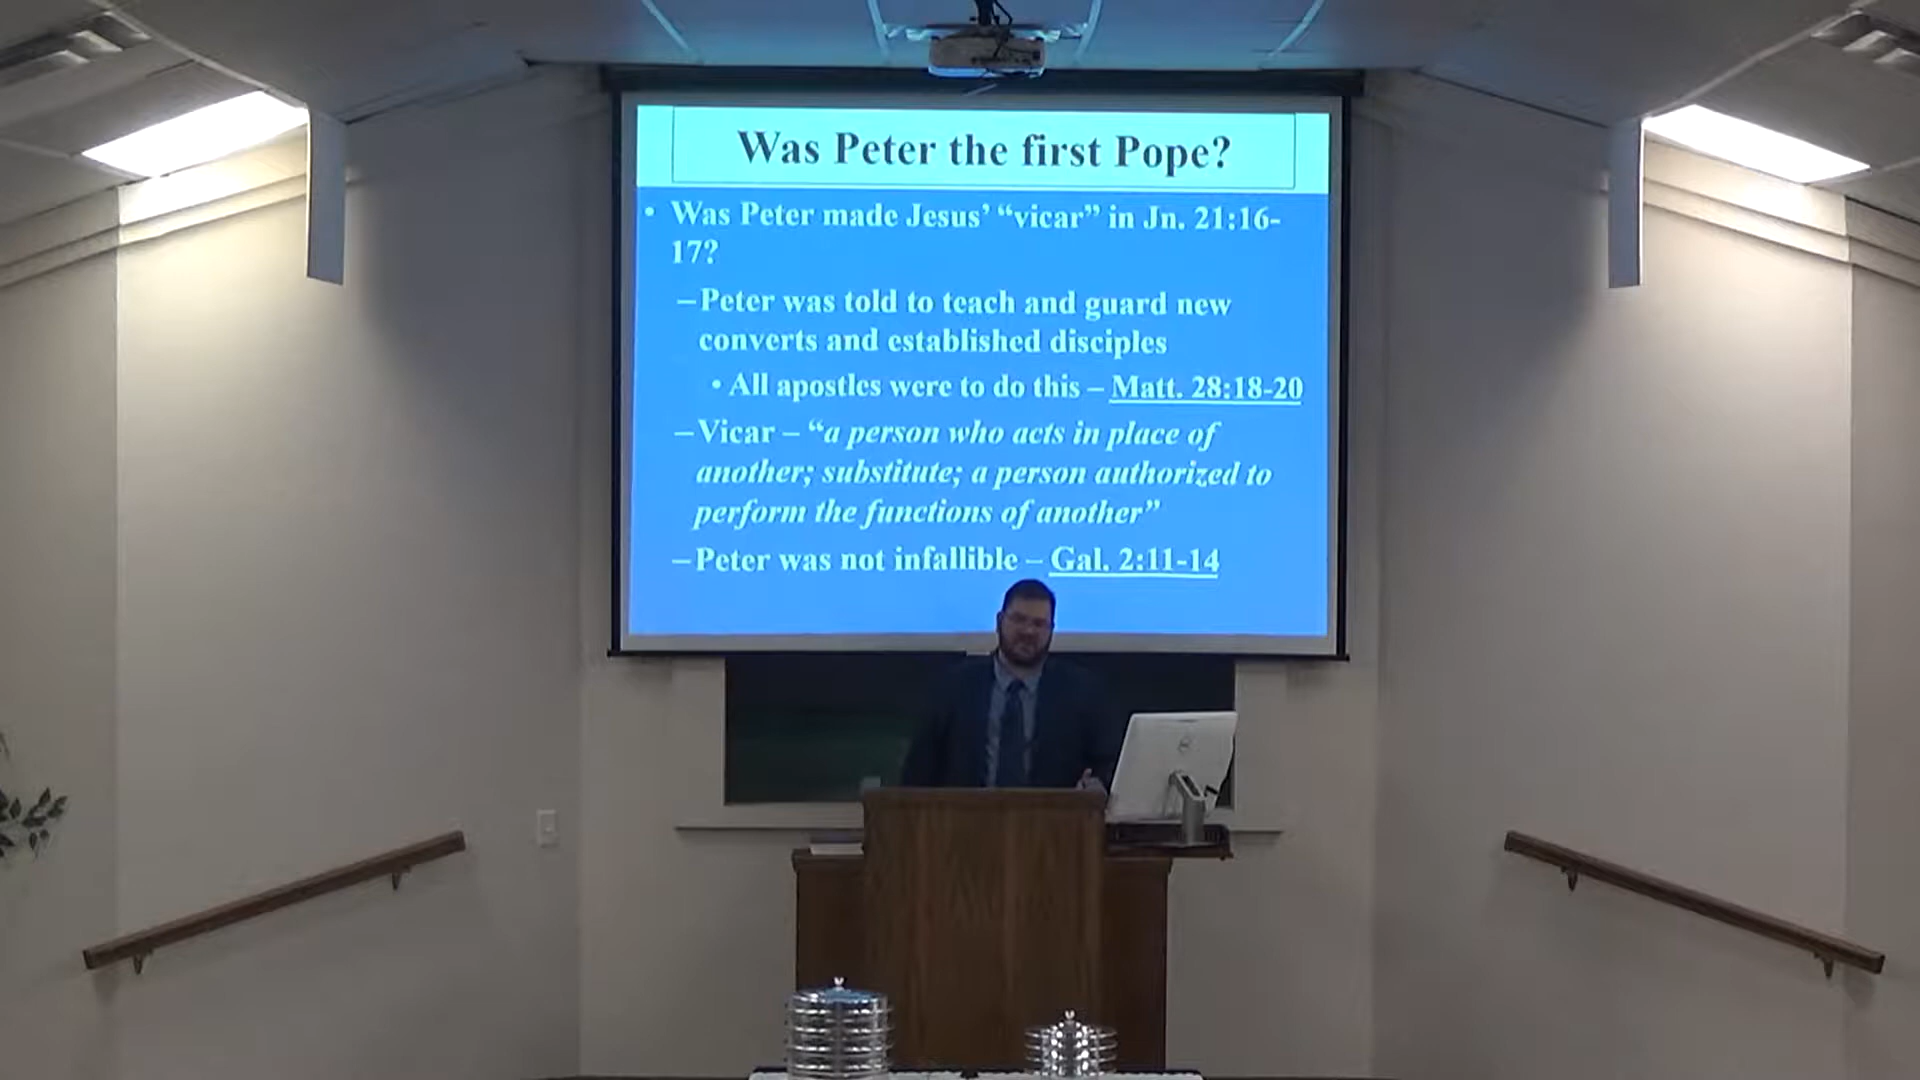 Was Peter the first Pope?
• Was Peter made Jesus’ “vicar” in Jn. 21:16-
17?
–Peter was told to teach and guard new
converts and established disciples
• All apostles were to do this – Matt. 28:18-20
–Vicar – “a person who acts in place of
another; substitute; a person authorized to
perform the functions of another”
–Peter was not infallible – Gal. 2:11-14